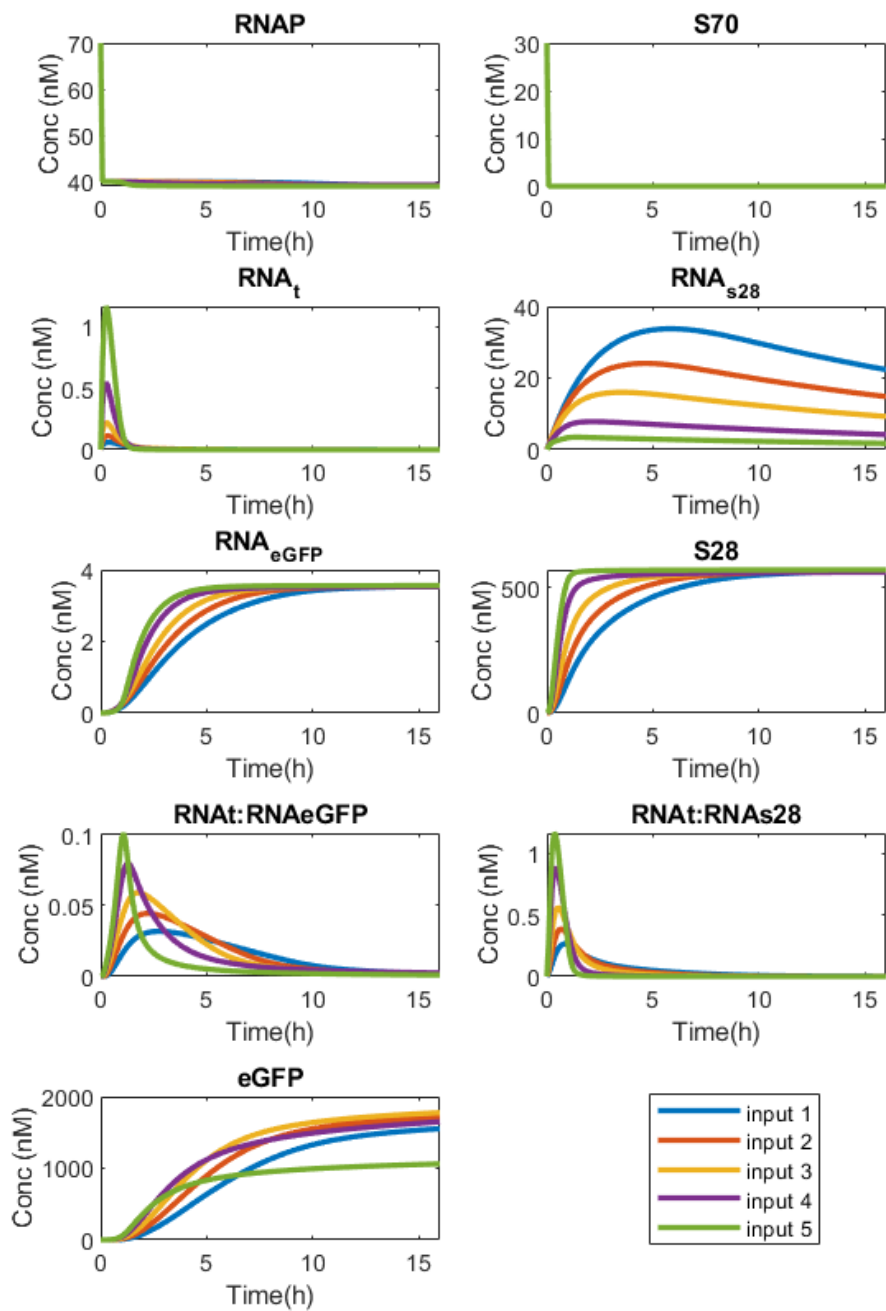 RNAP
Conc (nM)
70
60
50
40
0
5
10
15
Time(h)
S70
Conc (nM)
30
20
10
0
0
5
10
15
Time(h)
RNAt
Conc (nM)
1
0.5
0
0
5
10
15
Time(h)
RNAs28
Conc (nM)
40
20
0
0
5
10
15
Time(h)
RNAeGFP
Conc (nM)
4
2
0
0
5
10
15
Time(h)
S28
Conc (nM)
500
0
0
5
10
15
Time(h)
RNAt:RNAeGFP
Conc (nM)
0.1
0.05
0
0
5
10
15
Time(h)
RNAt:RNAs28
Conc (nM)
1
0.5
0
0
5
10
15
Time(h)
eGFP
Conc (nM)
2000
1000
0
0
5
10
15
Time(h)
input 1
input 2
input 3
input 4
input 5